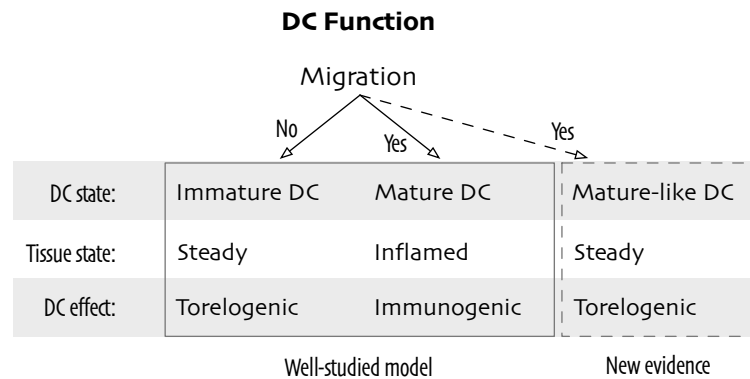 DC Function
Migration
No
Yes
Yes
DC state: Immature DC Mature DC Mature-like DC
Tissue state: Steady Inflamed Steady
DC effect: Torelogenic Immunogenic Torelogenic
Well-studied model New evidence